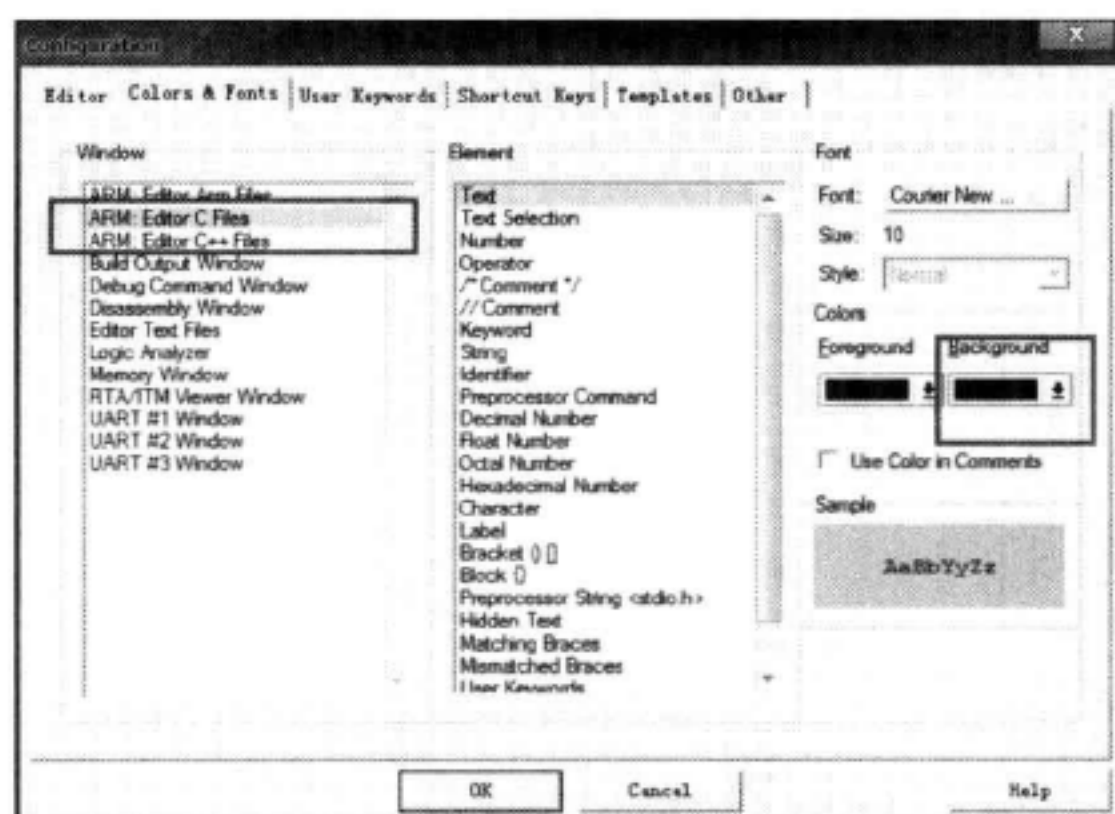 Configuration
X
Editor Colors & Fonts User Keywords Shortcut Keys Templates Other
Window
ARM: Editor Asm Files
ARM: Editor C Files
ARM: Editor C++ Files
Build Output Window
Debug Command Window
Disassembly Window
Editor Text Files
Logic Analyzer
Memory Window
RTA/ITM Viewer Window
UART #1 Window
UART #2 Window
UART #3 Window
Element
Text
Text Selection
Number
Operator
/* Comment */
// Comment
Keyword
String
Identifier
Preprocessor Command
Decimal Number
Float Number
Octal Number
Hexadecimal Number
Character
Label
Bracket () []
Block {}
Preprocessor String <stdio.h>
Hidden Text
Matching Braces
Mismatched Braces
User Keywords
Font
Font: Courier New ...
Size: 10
Style: Normal
Colors
Foreground Background
Use Color in Comments
Sample
AaBbYyZz
OK Cancel Help